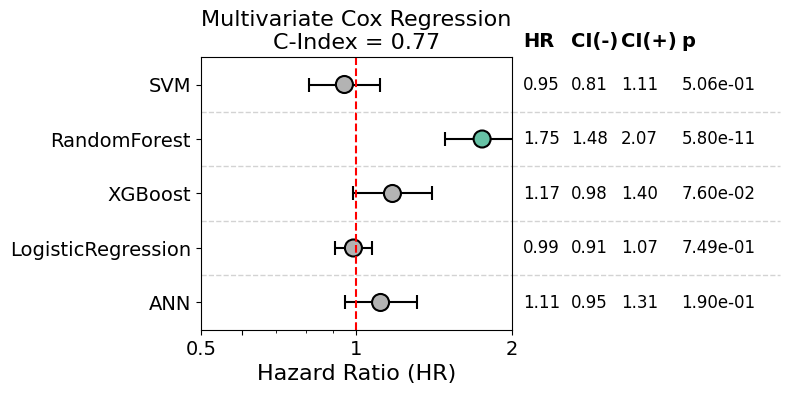 Multivariate Cox Regression
C-Index = 0.77
HR CI(-) CI(+) p
SVM 0.95 0.81 1.11 5.06e-01
RandomForest 1.75 1.48 2.07 5.80e-11
XGBoost 1.17 0.98 1.40 7.60e-02
LogisticRegression 0.99 0.91 1.07 7.49e-01
ANN 1.11 0.95 1.31 1.90e-01
0.5 1 2
Hazard Ratio (HR)